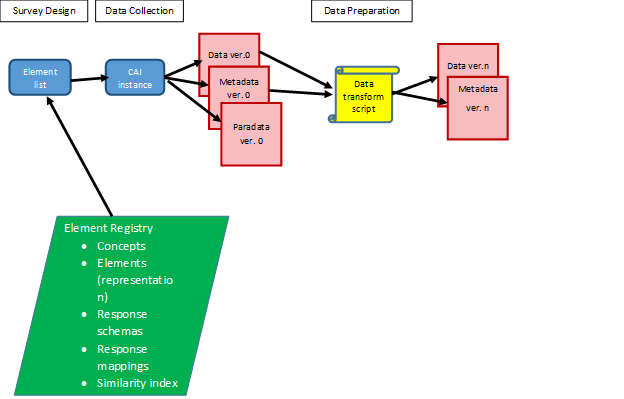 Survey Design
Data Collection
Data Preparation
Element
list
CAI
instance
Data ver.0
Metadata
ver. 0
Paradata
ver. 0
Data
transform
script
Data ver.n
Metadata
ver. n
Element Registry
• Concepts
• Elements
(representatio
n)
• Response
schemas
• Response
mappings
• Similarity index